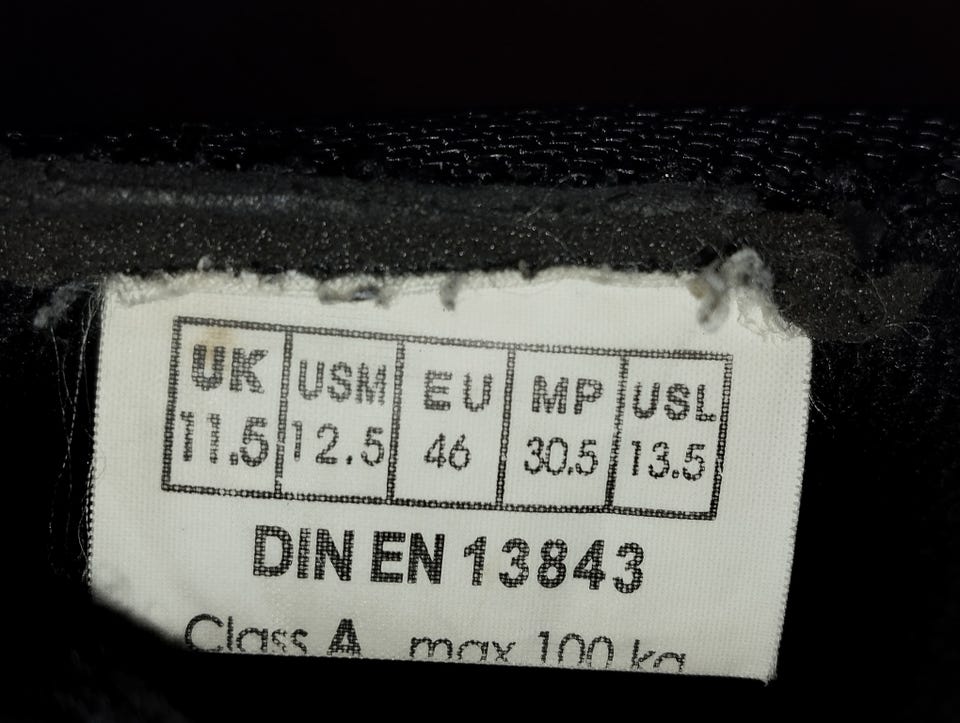 UK USM EU MP USL
11.5 12.5 46 30.5 13.5
DIN EN 13843
Class A max 100 kg